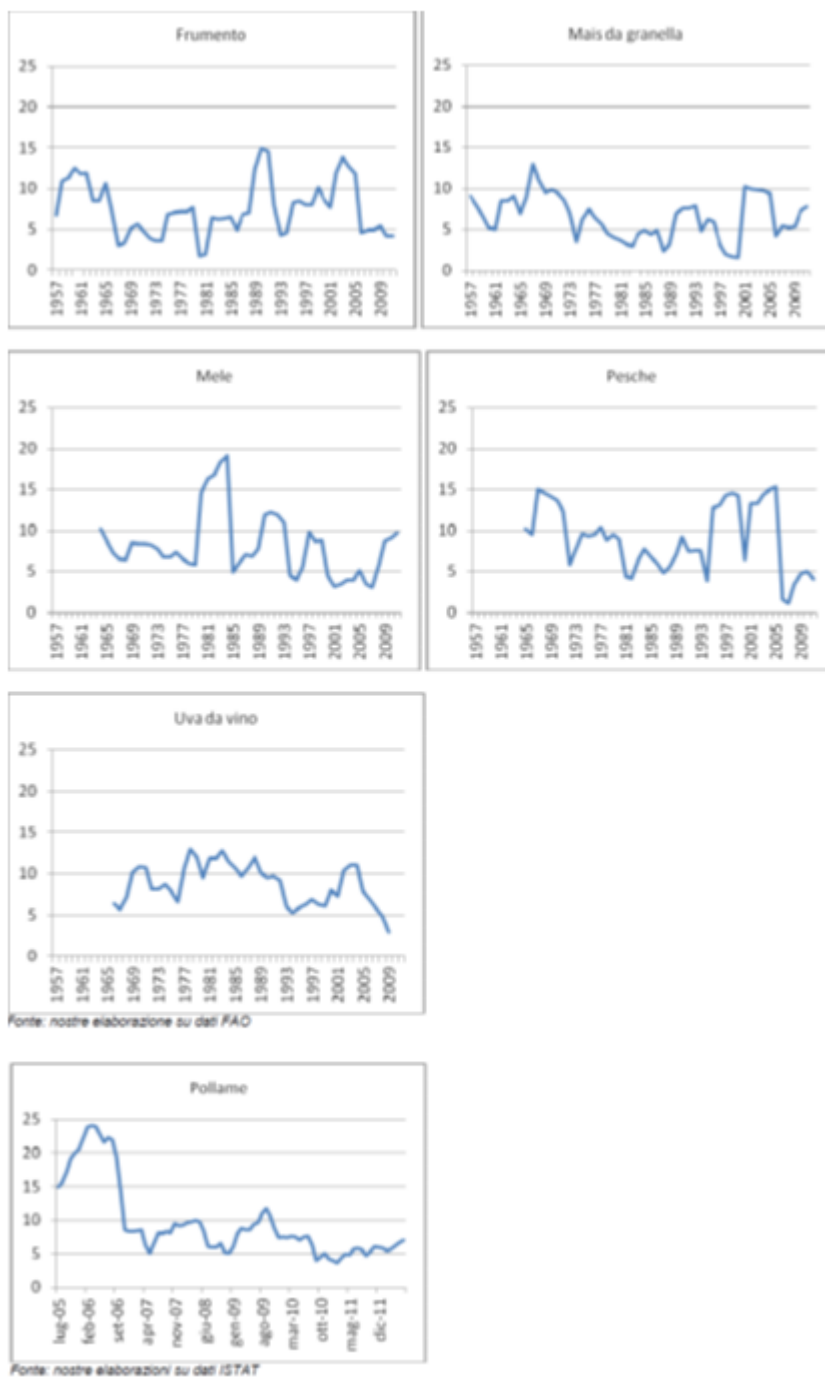 Frumento
25
20
15
10
5
0
1957 1961 1965 1969 1973 1977 1981 1985 1989 1993 1997 2001 2005 2009
Mais da granella
25
20
15
10
5
0
1957 1961 1965 1969 1973 1977 1981 1985 1989 1993 1997 2001 2005 2009
Mele
25
20
15
10
5
0
1957 1961 1965 1969 1973 1977 1981 1985 1989 1993 1997 2001 2005 2009
Pesche
25
20
15
10
5
0
1957 1961 1965 1969 1973 1977 1981 1985 1989 1993 1997 2001 2005 2009
Uva da vino
25
20
15
10
5
0
1957 1961 1965 1969 1973 1977 1981 1985 1989 1993 1997 2001 2005 2009
Fonte: nostre elaborazione su dati FAO
Pollame
25
20
15
10
5
0
lug-05 feb-06 set-06 apr-07 nov-07 giu-08 gen-09 ago-09 mar-10 ott-10 mag-11 dic-11
Fonte: nostre elaborazioni su dati ISTAT